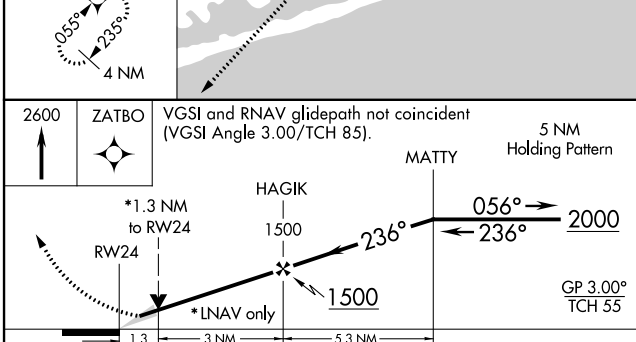 055°
235°
4 NM
2600
ZATBO
VGSI and RNAV glidepath not coincident
(VGSI Angle 3.00/TCH 85).
5 NM
Holding Pattern
MATTY
HAGIK
*1.3 NM
to RW24
1500
RW24
056°
236°
2000
236°
1500
*LNAV only
GP 3.00°
TCH 55
1.3
3 NM
5.3 NM